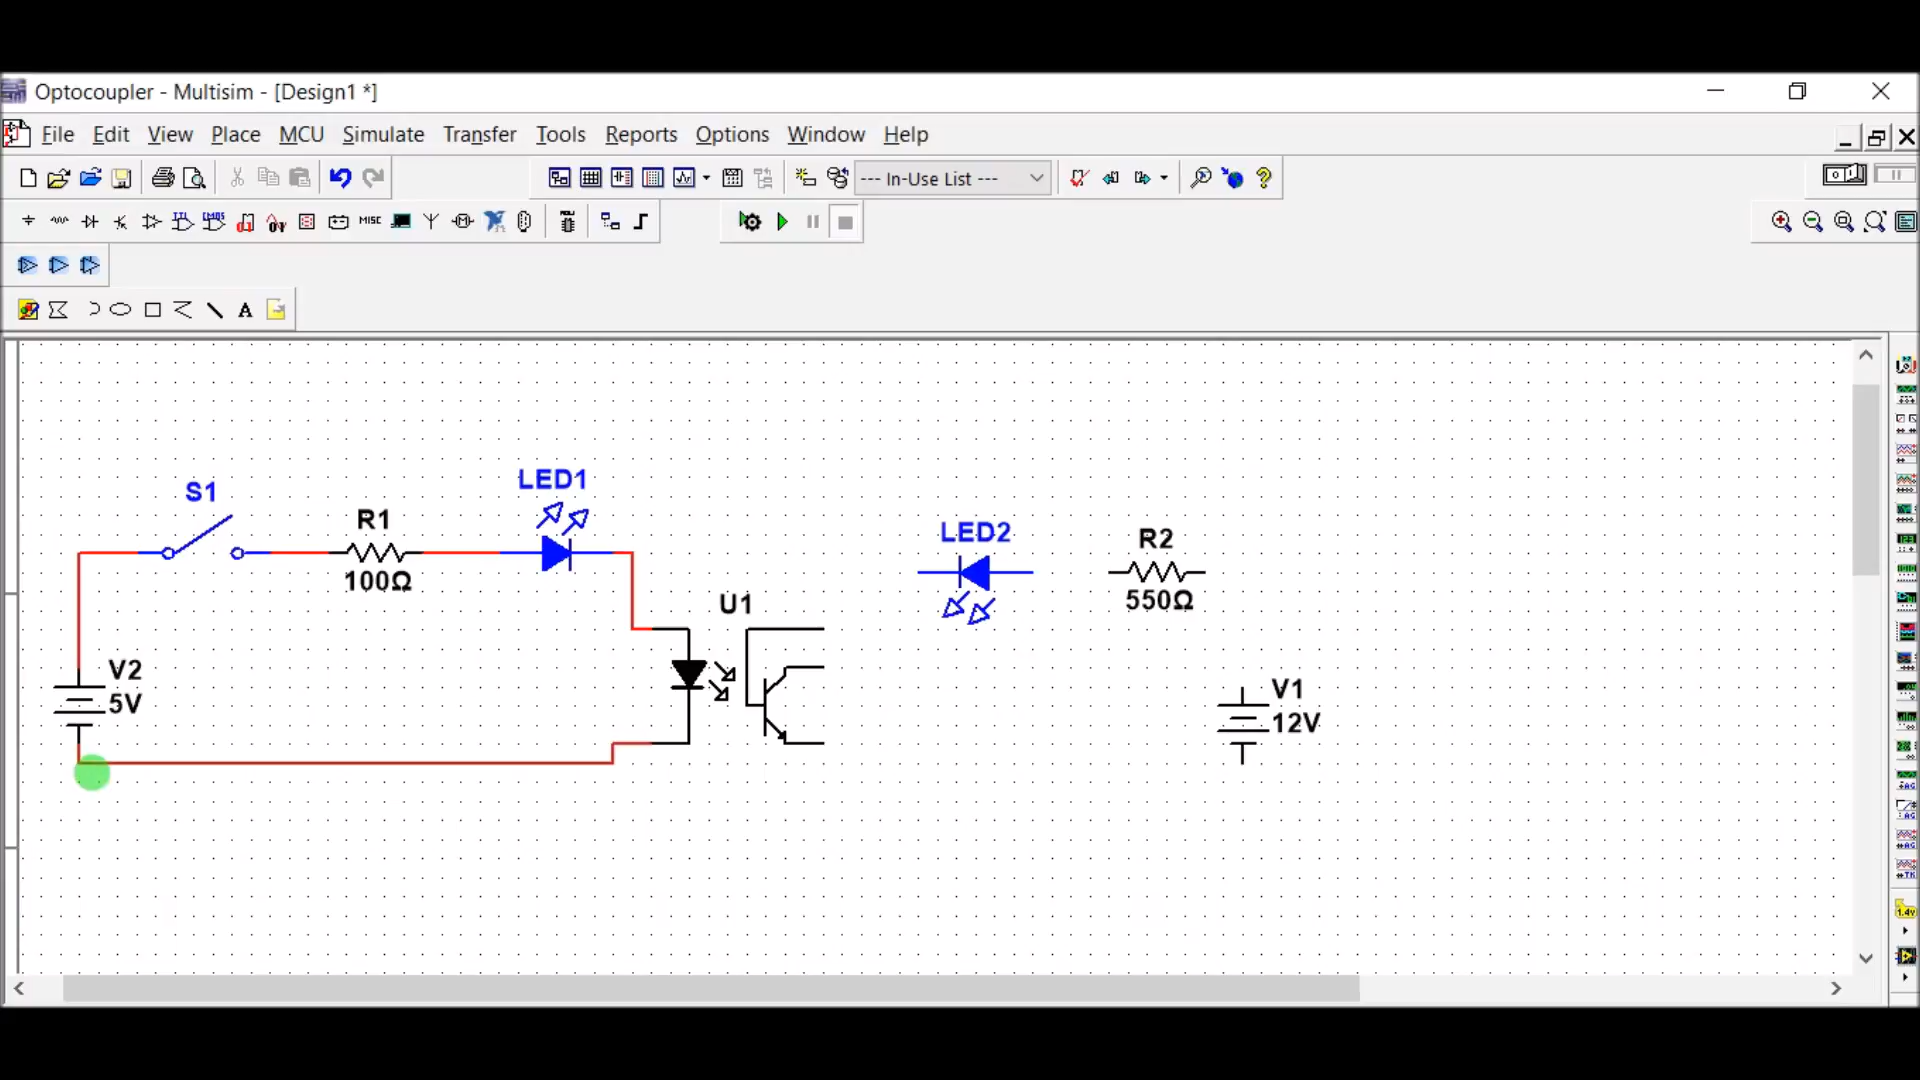 Optocoupler - Multisim - [Design1 *]
File Edit View Place MCU Simulate Transfer Tools Reports Options Window Help
--- In-Use List ---
MISC
S1
R1
100Ω
LED1
U1
V2
5V
LED2
R2
550Ω
V1
12V
A
1.4v